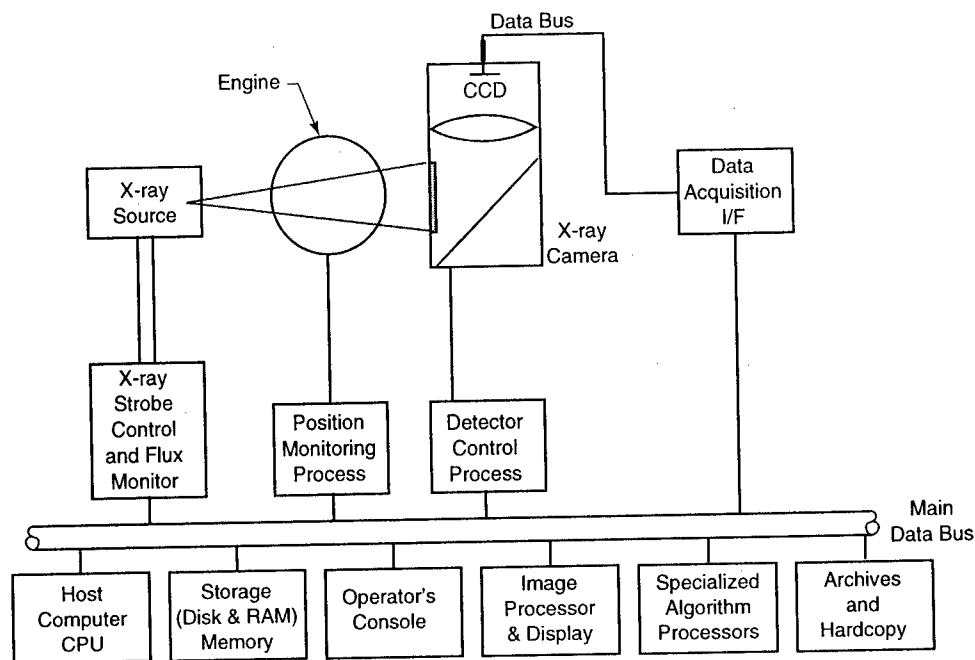 Data Bus
Engine
CCD
X-ray
Source
Data
Acquisition
I/F
X-ray
Camera
X-ray
Strobe
Control
and Flux
Monitor
Position
Monitoring
Process
Detector
Control
Process
Main
Data Bus
Host
Computer
CPU
Storage
(Disk & RAM)
Memory
Operator's
Console
Image
Processor
& Display
Specialized
Algorithm
Processors
Archives
and
Hardcopy